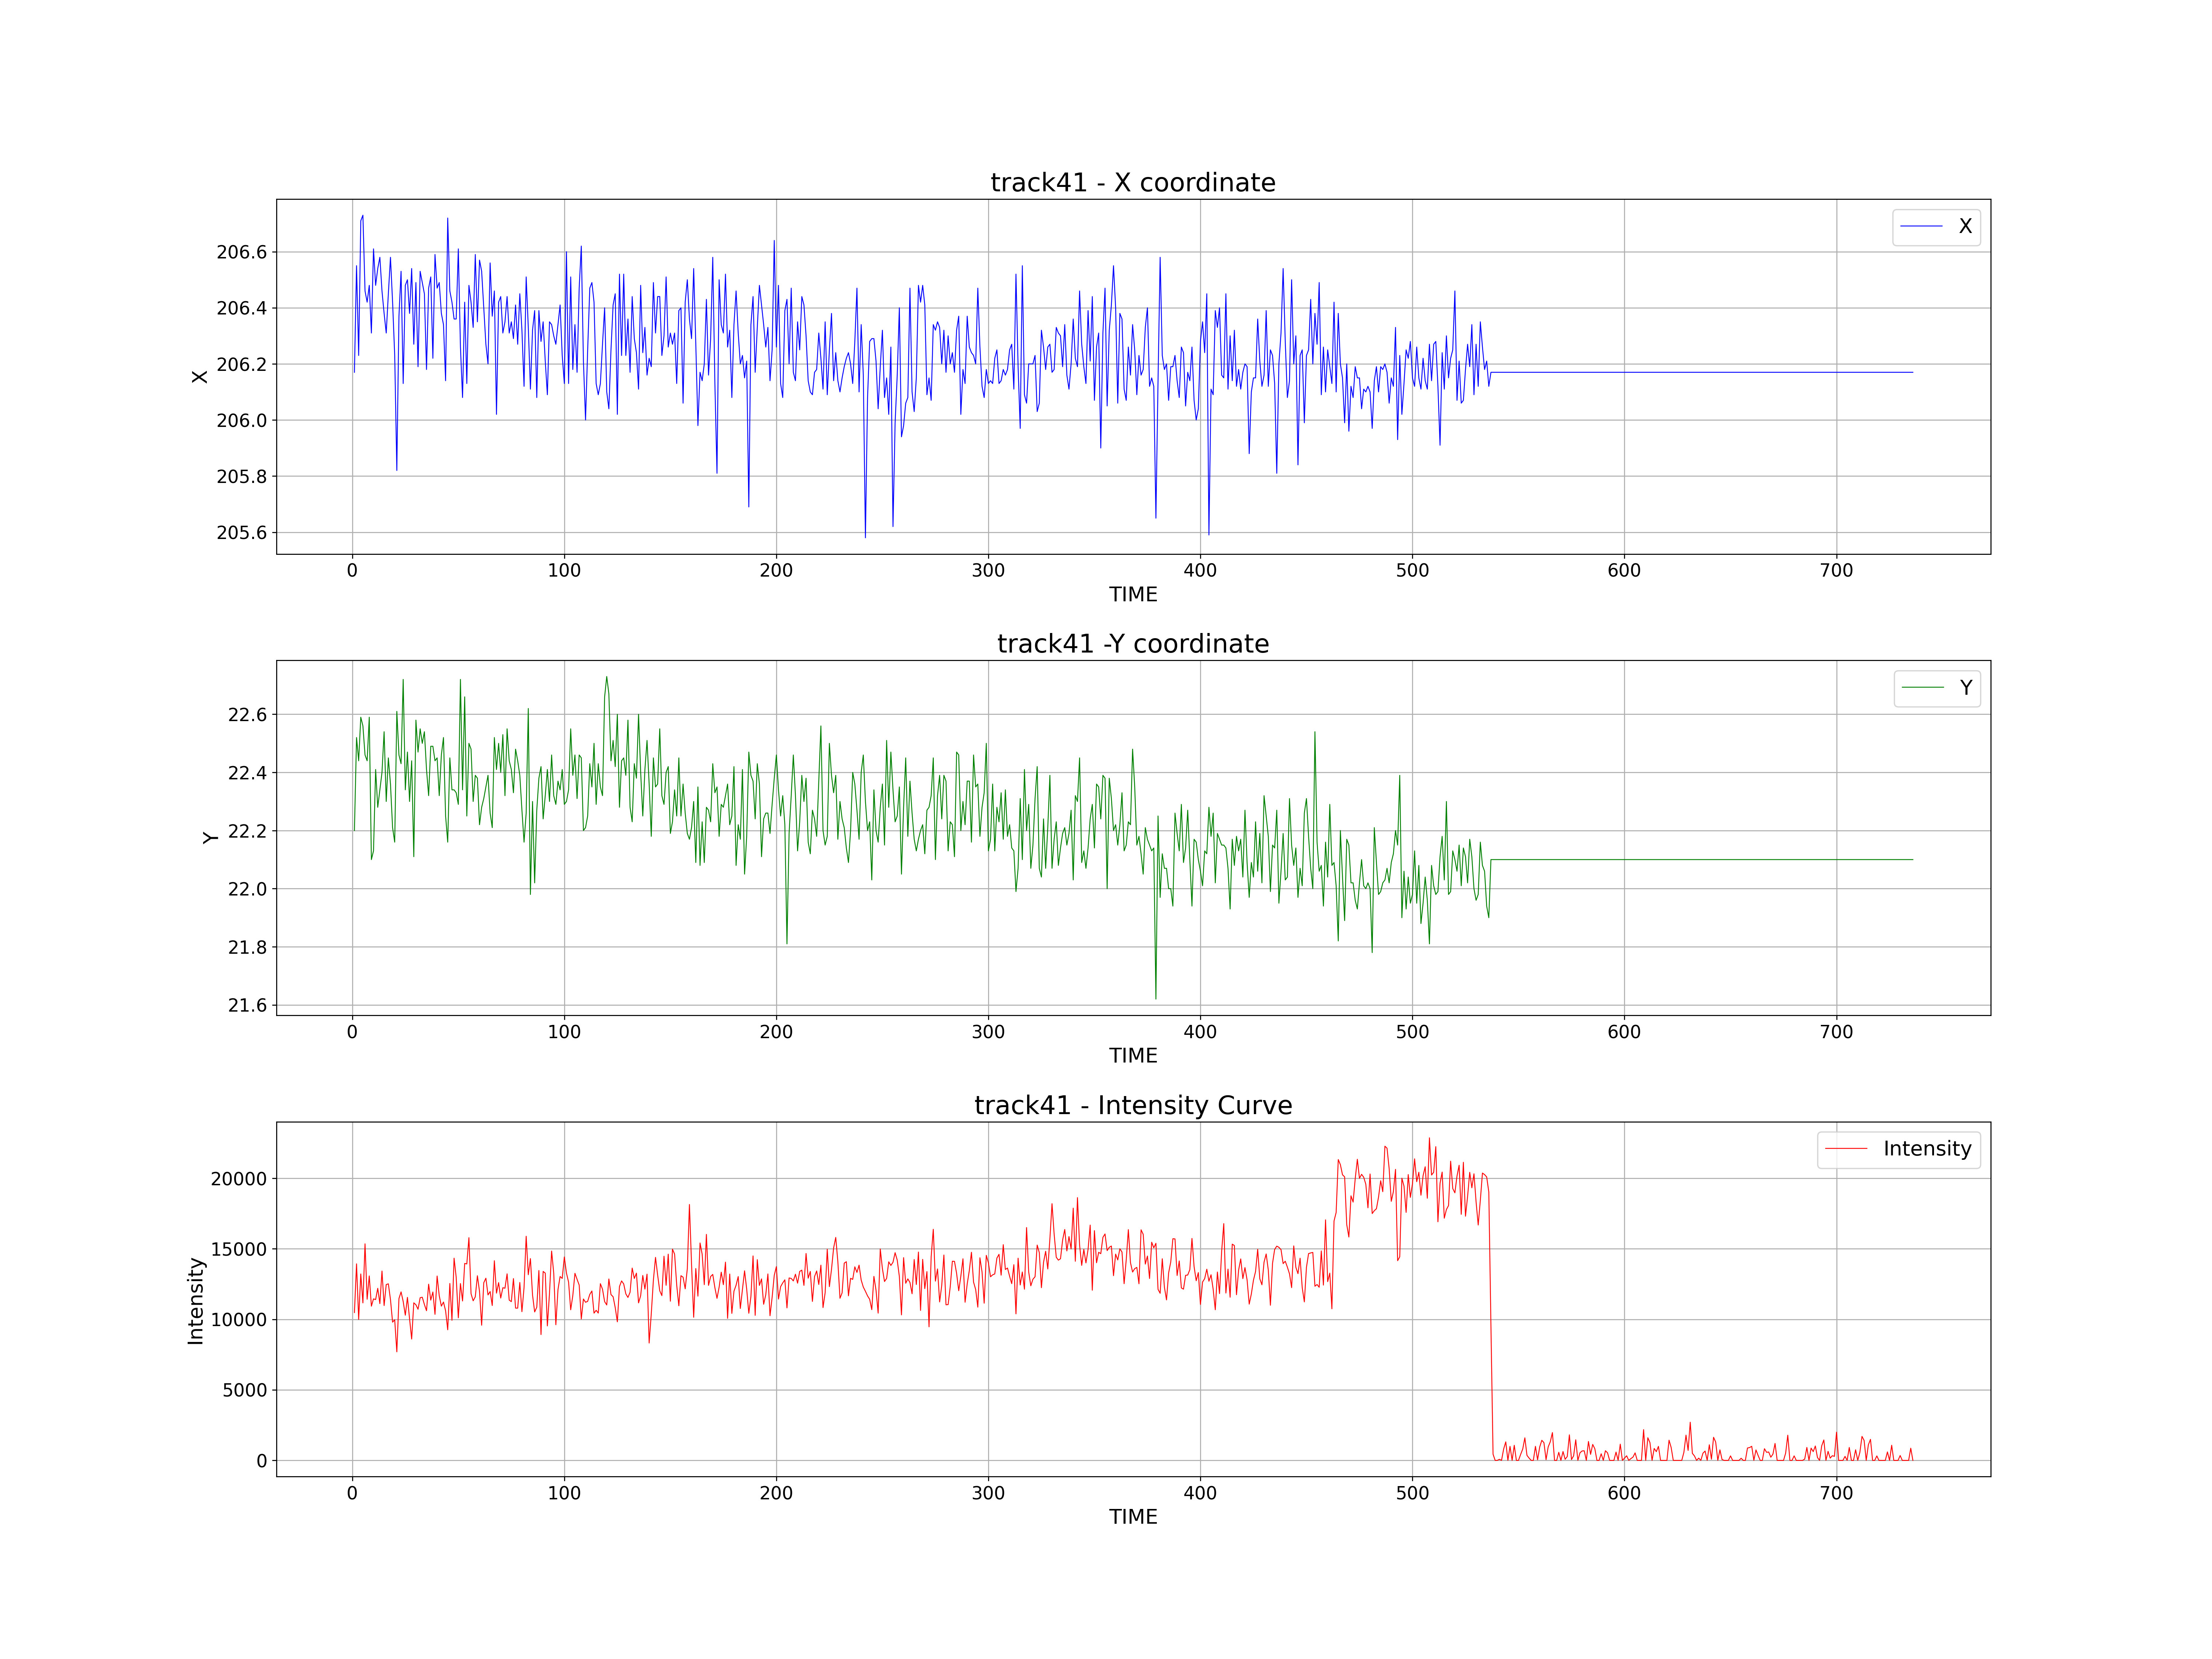 track41 - X coordinate
X
206.6
206.4
206.2
206.0
205.8
205.6
X
0 100 200 300 400 500 600 700
TIME
track41 -Y coordinate
Y
22.6
22.4
22.2
22.0
21.8
21.6
Y
0 100 200 300 400 500 600 700
TIME
track41 - Intensity Curve
Intensity
20000
15000
10000
5000
0
Intensity
0 100 200 300 400 500 600 700
TIME